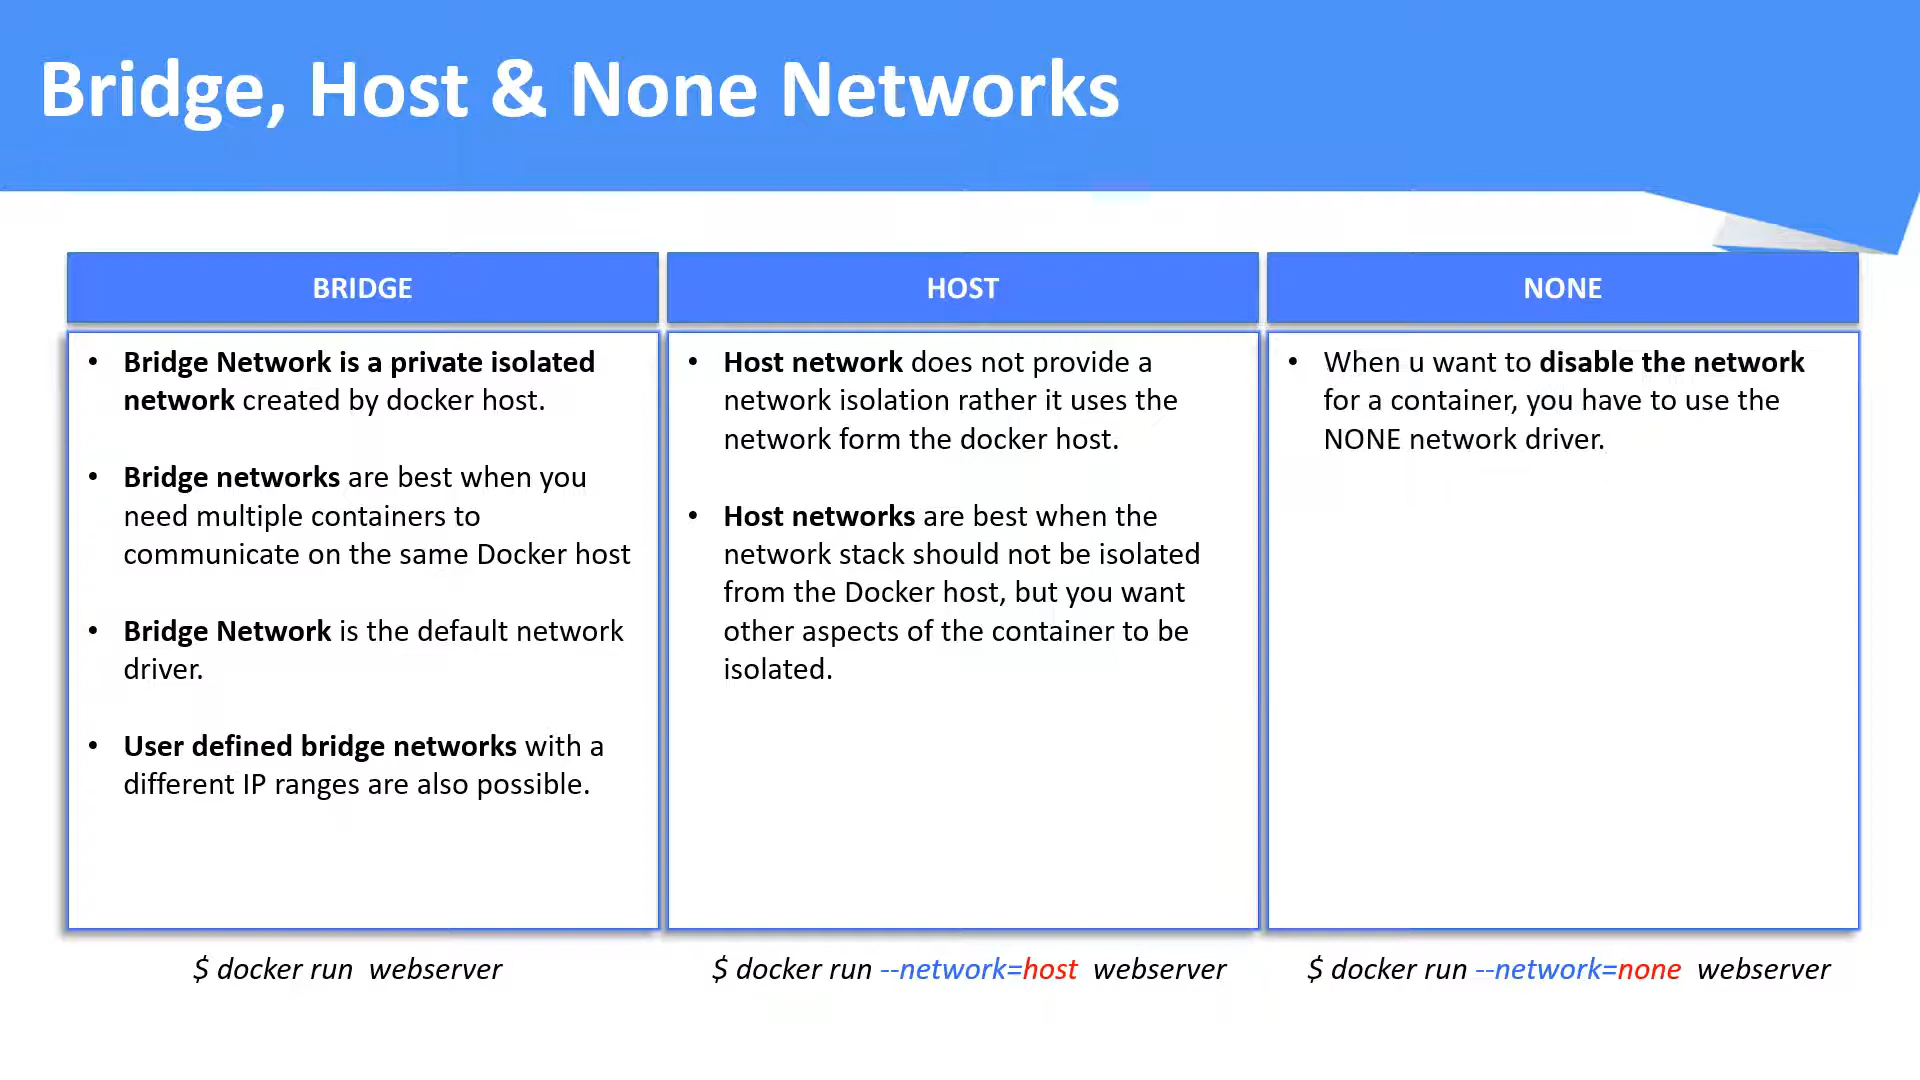 Bridge, Host & None Networks
BRIDGE
• Bridge Network is a private isolated
network created by docker host.
• Bridge networks are best when you
need multiple containers to
communicate on the same Docker host
• Bridge Network is the default network
driver.
• User defined bridge networks with a
different IP ranges are also possible.
$ docker run webserver
HOST
• Host network does not provide a
network isolation rather it uses the
network form the docker host.
• Host networks are best when the
network stack should not be isolated
from the Docker host, but you want
other aspects of the container to be
isolated.
$ docker run --network=host webserver
NONE
• When u want to disable the network
for a container, you have to use the
NONE network driver.
$ docker run --network=none webserver